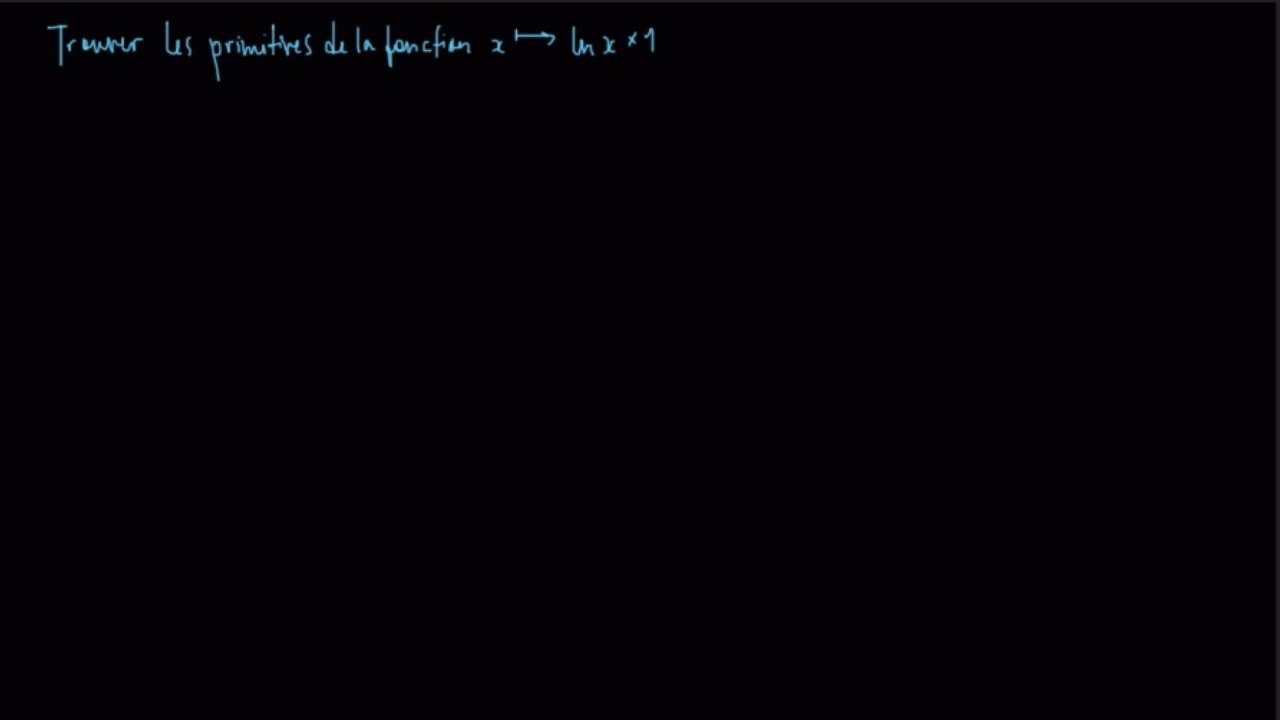 Trouver les primitives de la fonction x ⟼ ln x × 1